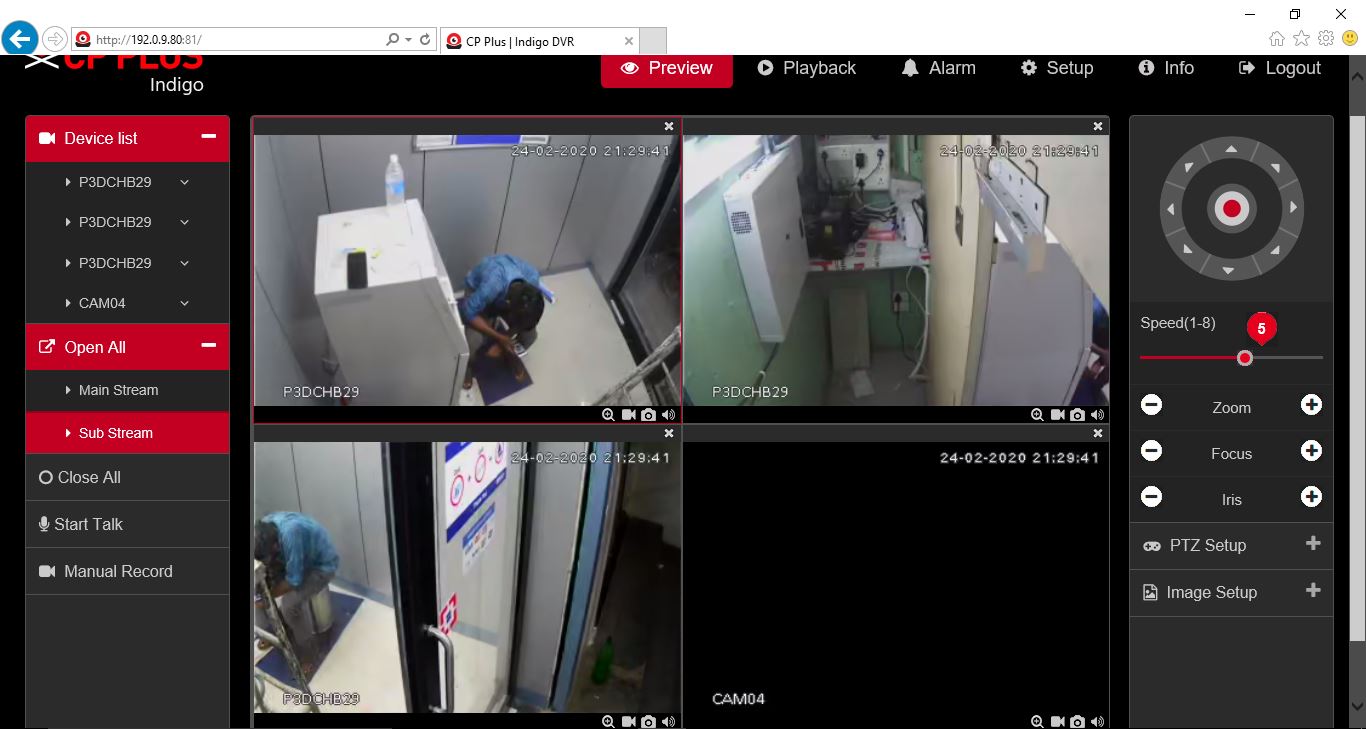 http://192.0.9.80:81/
CP Plus | Indigo DVR
CP PLUS
Indigo
Preview
Playback
Alarm
Setup
Info
Logout
Device list
P3DCHB29
P3DCHB29
P3DCHB29
CAM04
Open All
Main Stream
Sub Stream
Close All
Start Talk
Manual Record
24-02-2020 21:29:41
P3DCHB29
24-02-2020 21:29:41
P3DCHB29
24-02-2020 21:29:41
P3DCHB29
24-02-2020 21:29:41
CAM04
Speed(1-8)
5
Zoom
Focus
Iris
PTZ Setup
Image Setup